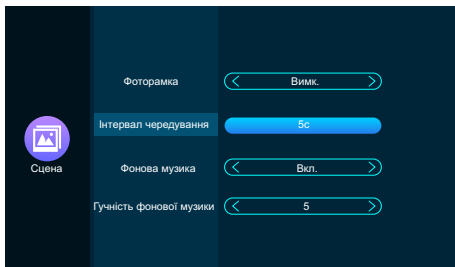 Фоторамка
Вимк.
Інтервал чередування
5с
Сцена
Фонова музика
Вкл.
Гучність фонової музики
5